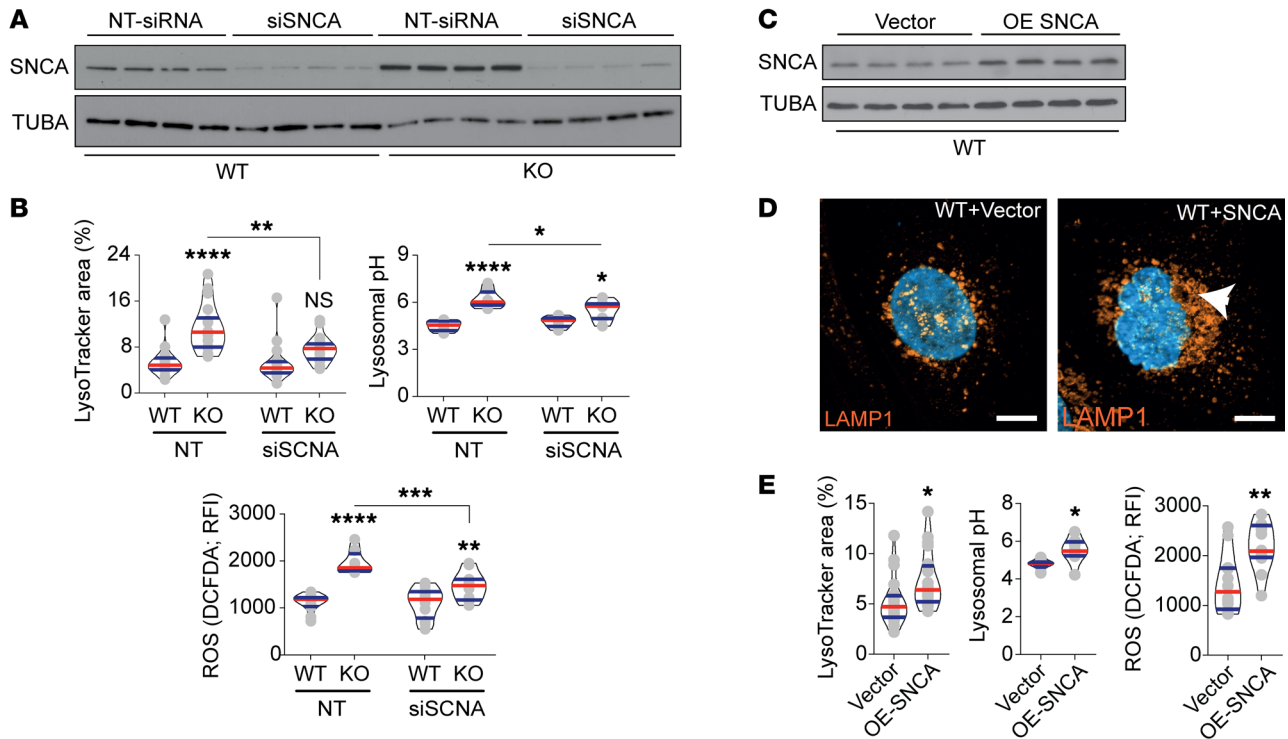 A
NT-siRNA siSNCA NT-siRNA siSNCA
SNCA
TUBA
WT KO
B
LysoTracker area (%)
24
16
8
0
**
****
NS
WT KO WT KO
NT siSCNA
Lysosomal pH
9
6
3
0
*
****
*
WT KO WT KO
NT siSCNA
ROS (DCFDA; RFI)
3000
2000
1000
0
***
****
**
WT KO WT KO
NT siSCNA
C
Vector OE SNCA
SNCA
TUBA
WT
D
WT+Vector
LAMP1
WT+SNCA
LAMP1
E
LysoTracker area (%)
15
10
5
0
*
Vector
OE-SNCA
Lysosomal pH
8
6
4
2
0
*
Vector
OE-SNCA
ROS (DCFDA; RFI)
3000
2000
1000
0
**
Vector
OE-SNCA